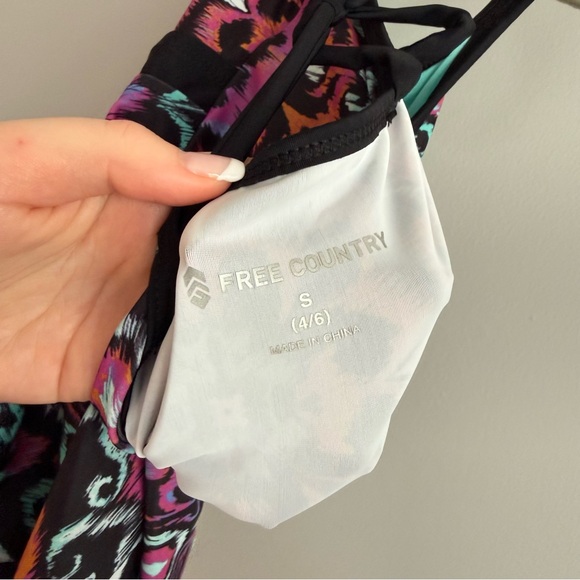 FREE COUNTRY
S
(4/6)
MADE IN CHINA